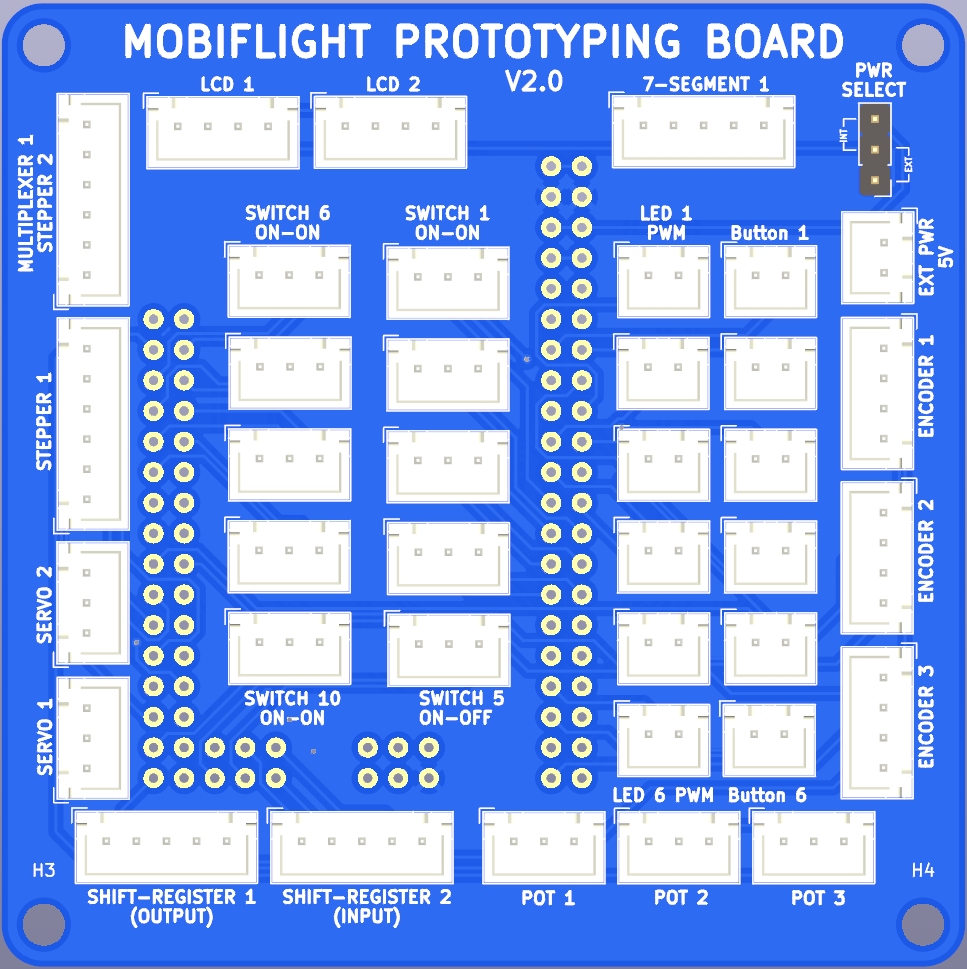 MOBIFLIGHT PROTOTYPING BOARD
V2.0
LCD 1
LCD 2
7-SEGMENT 1
PWR
SELECT
INT
EXT
MULTIPLEXER 1
STEPPER 2
SWITCH 6
ON-ON
SWITCH 1
ON-ON
LED 1
PWM
Button 1
EXT PWR
5V
STEPPER 1
ENCODER 1
SERVO 2
ENCODER 2
SERVO 1
SWITCH 10
ON-ON
SWITCH 5
ON-OFF
ENCODER 3
LED 6 PWM
Button 6
H3
SHIFT-REGISTER 1
(OUTPUT)
SHIFT-REGISTER 2
(INPUT)
POT 1
POT 2
POT 3
H4